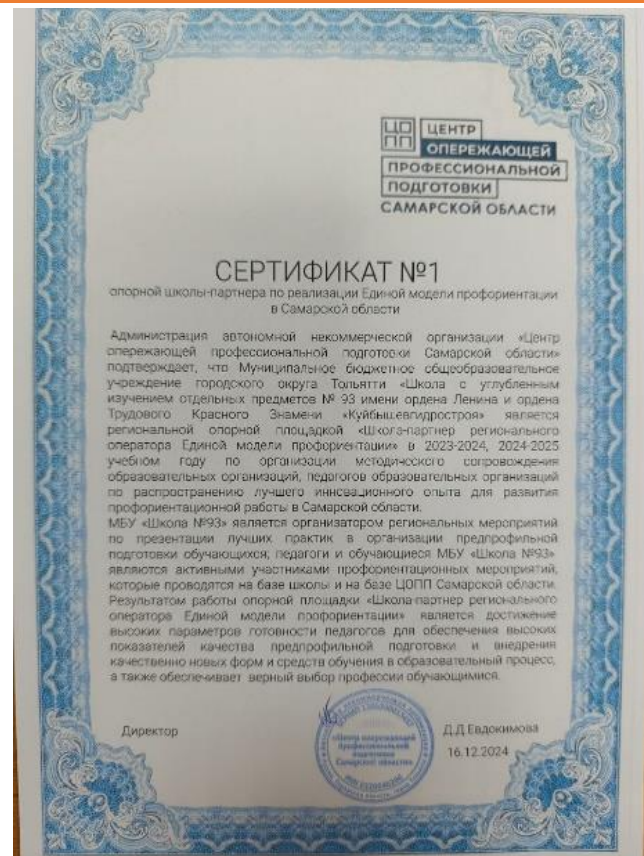 ЦО
ПП
ЦЕНТР
ОПЕРЕЖАЮЩЕЙ
ПРОФЕССИОНАЛЬНОЙ
ПОДГОТОВКИ
САМАРСКОЙ ОБЛАСТИ
СЕРТИФИКАТ №1
опорной школы-партнера по реализации Единой модели профориентации
в Самарской области
Администрация автономной некоммерческой организации «Центр
опережающей профессиональной подготовки Самарской области»
подтверждает, что Муниципальное бюджетное общеобразовательное
учреждение городского округа Тольятти «Школа с углубленным
изучением отдельных предметов № 93 имени ордена Ленина и ордена
Трудового Красного Знамени «Куйбышевгидростроя» является
региональной опорной площадкой «Школа-партнер регионального
оператора Единой модели профориентации» в 2023-2024, 2024-2025
учебном году по организации методического сопровождения
образовательных организаций, педагогов образовательных организаций
по распространению лучшего инновационного опыта для развития
профориентационной работы в Самарской области.
МБУ «Школа №93» является организатором региональных мероприятий
по презентации лучших практик в организации предпрофильной
подготовки обучающихся; педагоги и обучающиеся МБУ «Школа №93»
являются активными участниками профориентационных мероприятий,
которые проводятся на базе школы и на базе ЦОПП Самарской области.
Результатом работы опорной площадки «Школа-партнер регионального
оператора Единой модели профориентации» является достижение
высоких параметров готовности педагогов для обеспечения высоких
показателей качества предпрофильной подготовки и внедрения
качественно новых форм и средств обучения в образовательный процесс,
а также обеспечивает верный выбор профессии обучающимися.
Директор
«Центр опережающей
профессиональной
подготовки
Самарской области»
Д.Д.Евдокимова
16.12.2024